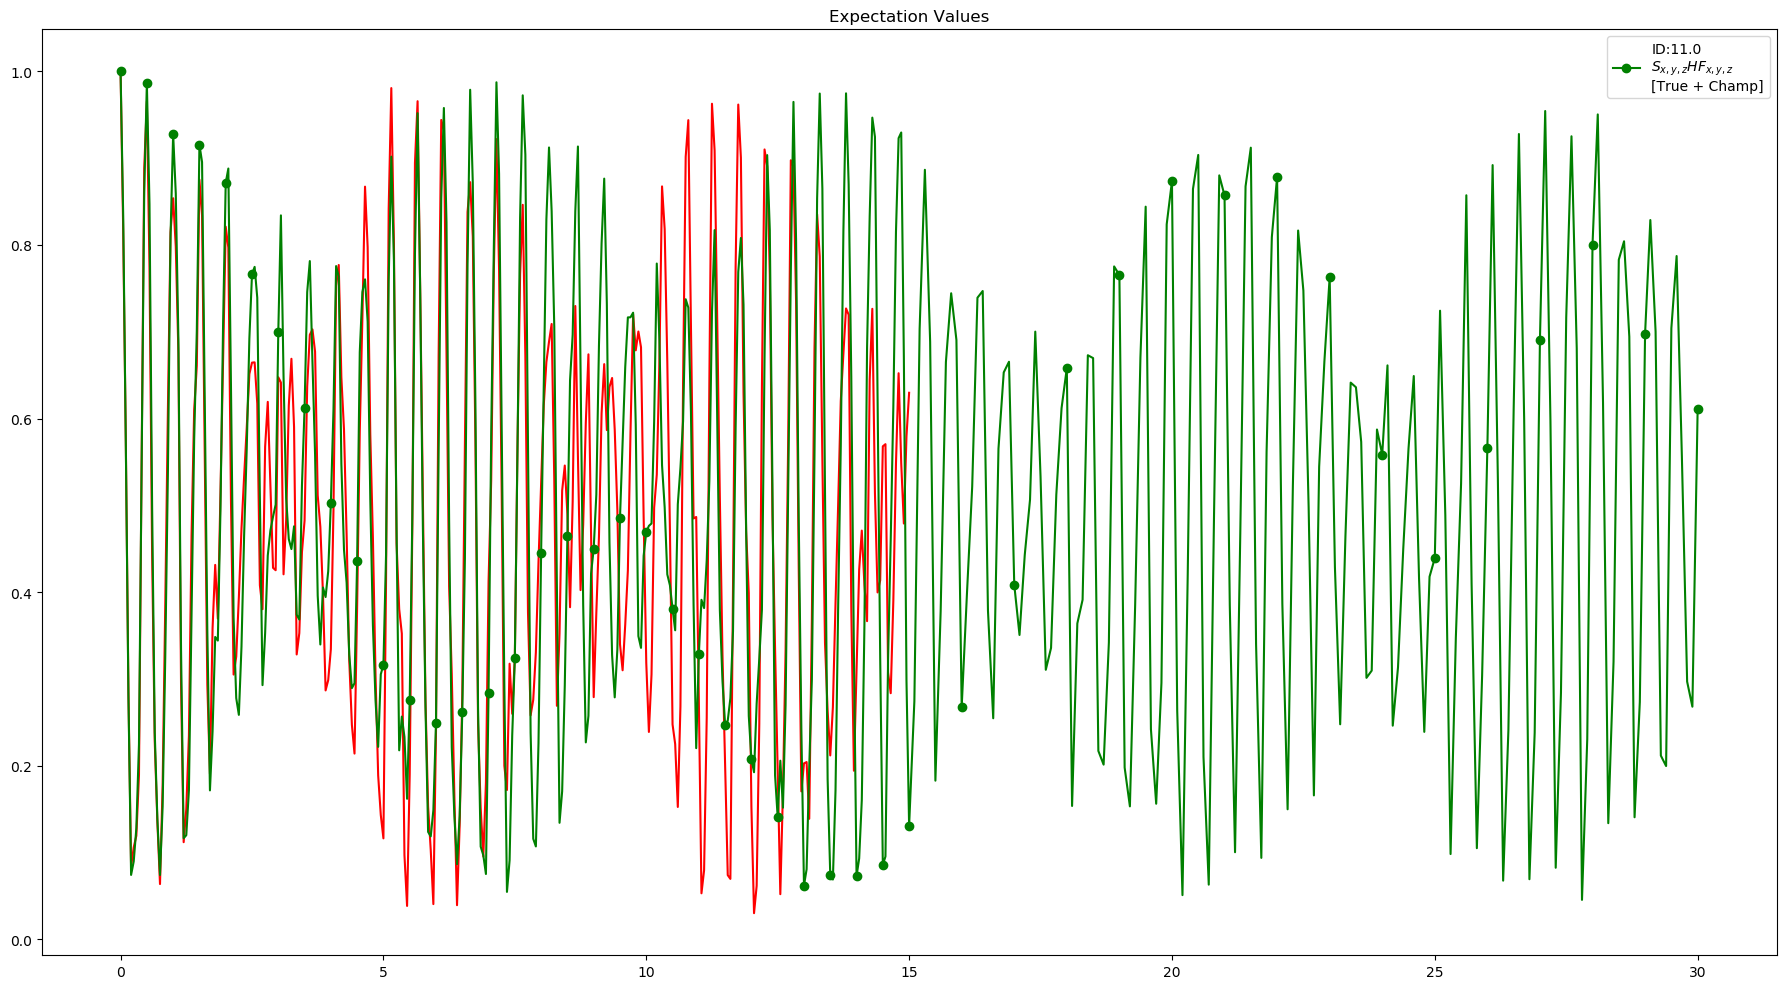 Expectation Values
ID:11.0
S_{x,y,z}HF_{x,y,z}
[True + Champ]
1.0
0.8
0.6
0.4
0.2
0.0
0 5 10 15 20 25 30